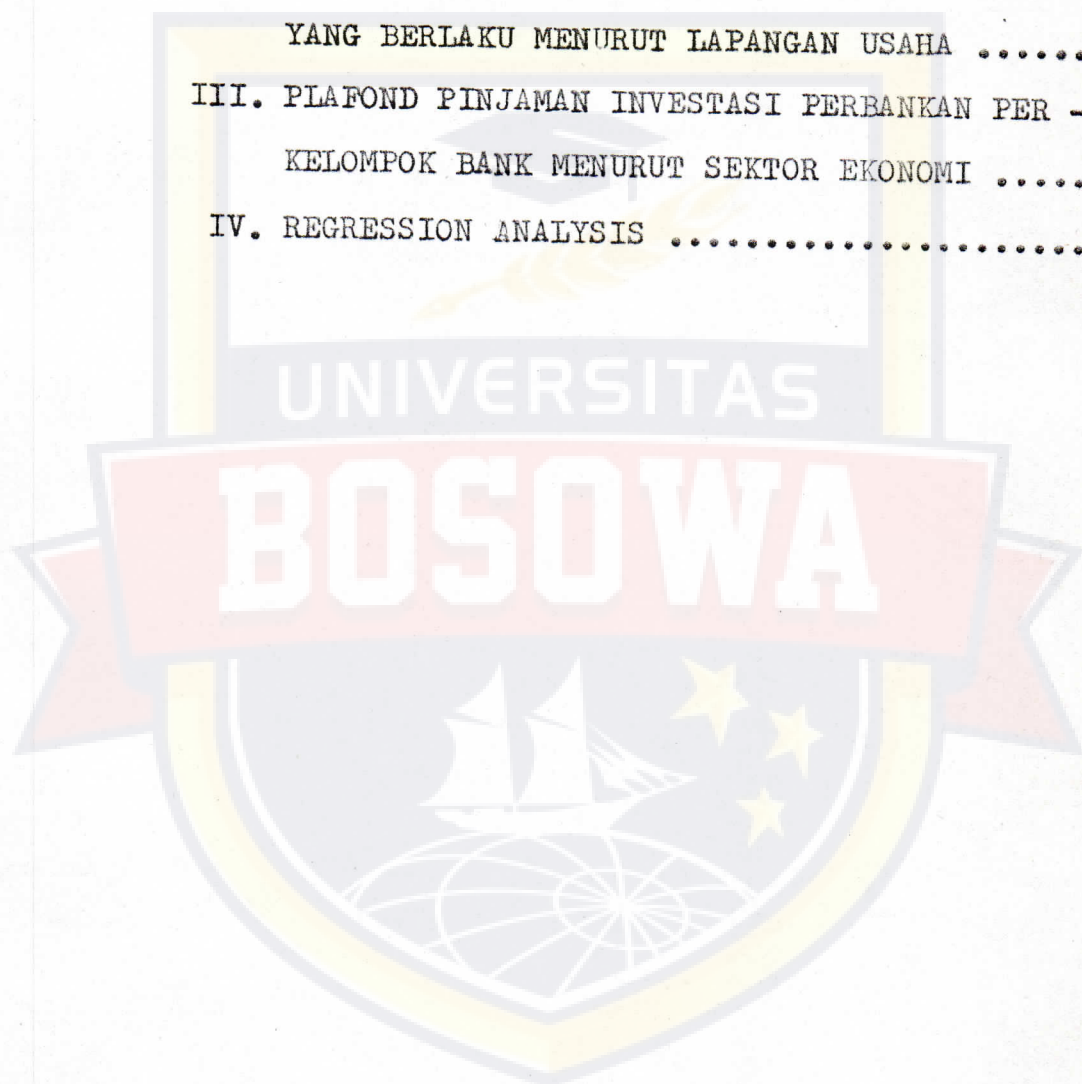 YANG BERLAKU MENURUT LAPANGAN USAHA ......
III. PLAFOND PINJAMAN INVESTASI PERBANKAN PER -
KELOMPOK BANK MENURUT SEKTOR EKONOMI .....
IV. REGRESSION ANALYSIS ......................
UNIVERSITAS
BOSOWA